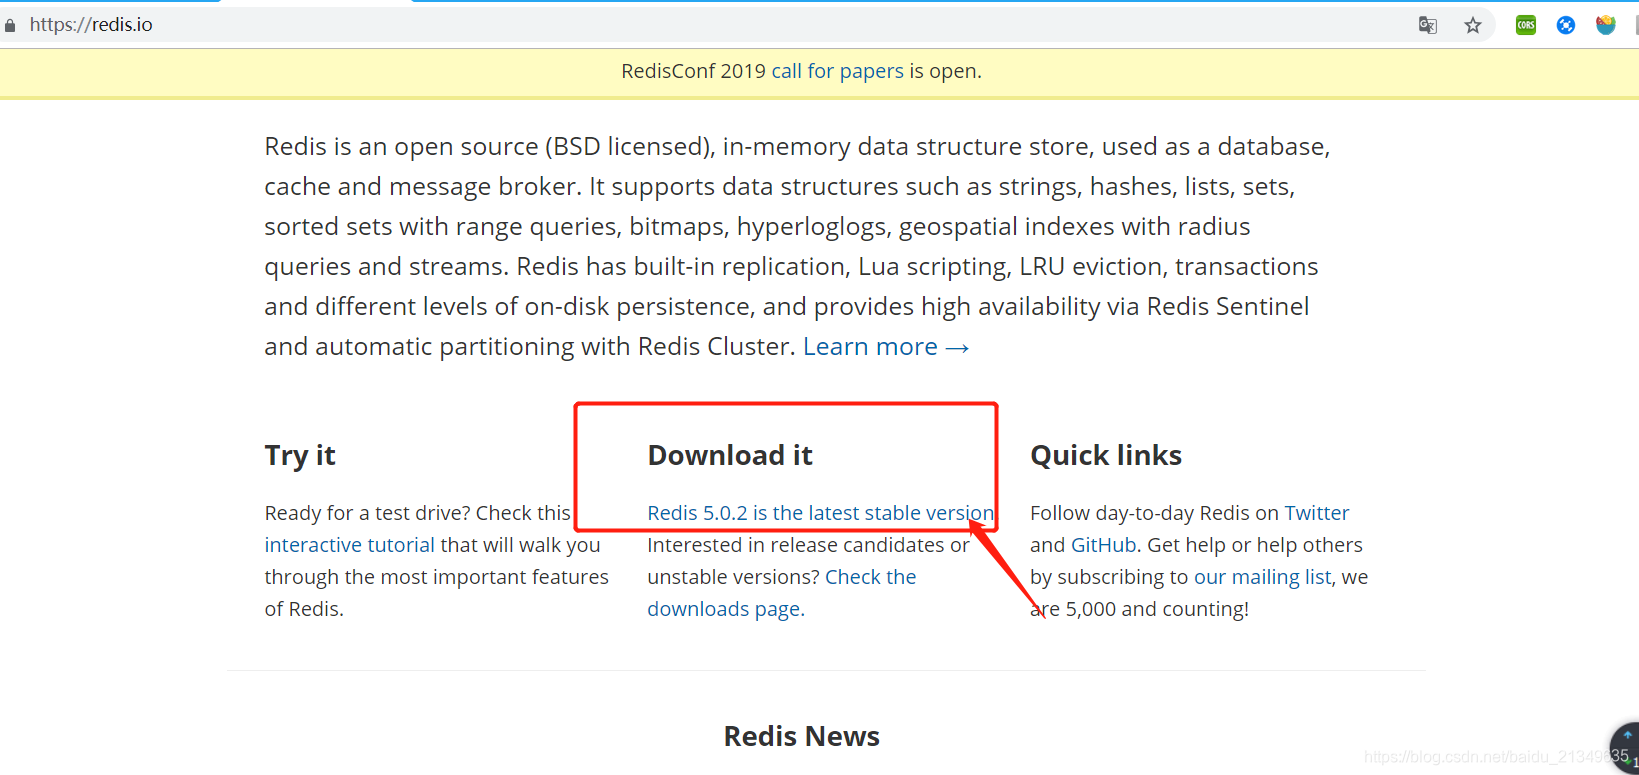 https://redis.io
CORS
RedisConf 2019 call for papers is open.
Redis is an open source (BSD licensed), in-memory data structure store, used as a database,
cache and message broker. It supports data structures such as strings, hashes, lists, sets,
sorted sets with range queries, bitmaps, hyperloglogs, geospatial indexes with radius
queries and streams. Redis has built-in replication, Lua scripting, LRU eviction, transactions
and different levels of on-disk persistence, and provides high availability via Redis Sentinel
and automatic partitioning with Redis Cluster. Learn more →
Try it
Ready for a test drive? Check this
interactive tutorial that will walk you
through the most important features
of Redis.
Download it
Redis 5.0.2 is the latest stable version
Interested in release candidates or
unstable versions? Check the
downloads page.
Quick links
Follow day-to-day Redis on Twitter
and GitHub. Get help or help others
by subscribing to our mailing list, we
are 5,000 and counting!
Redis News
https://blog.csdn.net/baidu_21349635